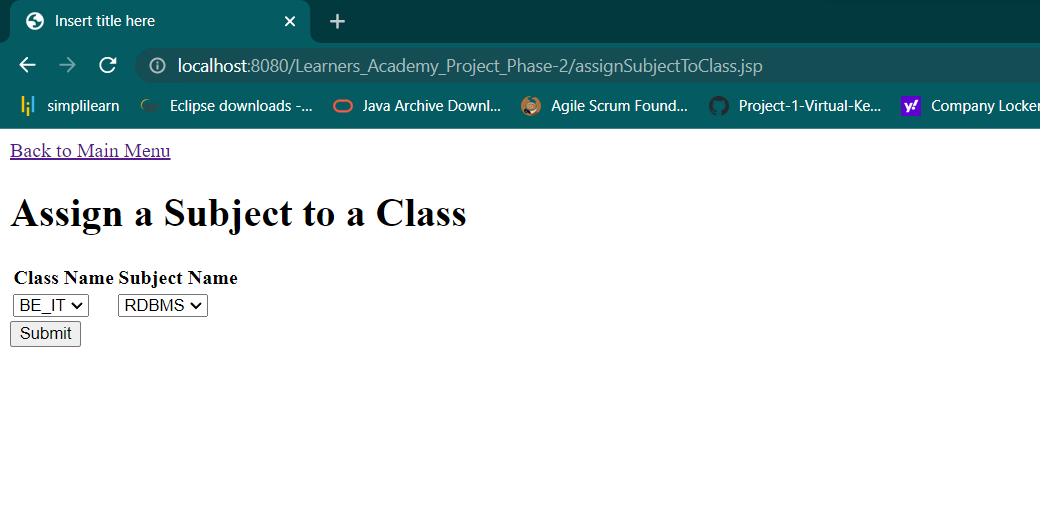 Insert title here
localhost:8080/Learners_Academy_Project_Phase-2/assignSubjectToClass.jsp
simplilearn Eclipse downloads -... Java Archive Downl... Agile Scrum Found... Project-1-Virtual-Ke... y! Company Locker
Back to Main Menu
Assign a Subject to a Class
Class Name Subject Name
BE_IT RDBMS
Submit